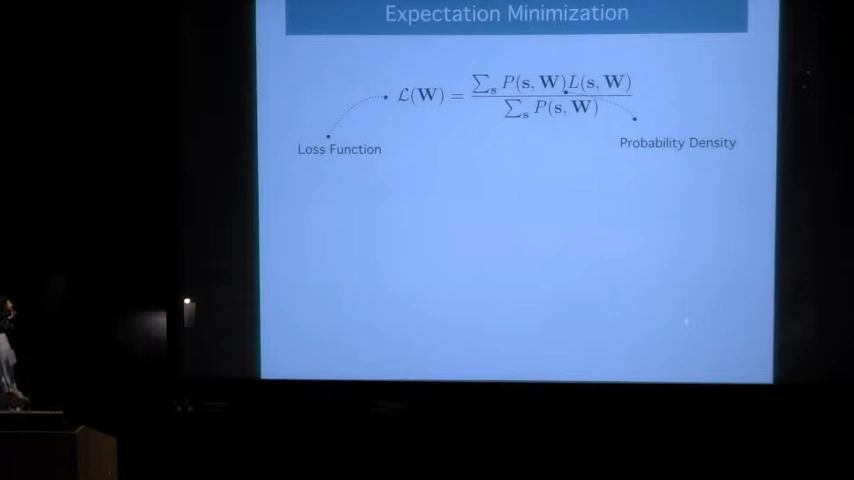 Expectation Minimization
ℒ(W) = ∑ₛ P(s, W)L(s, W) / ∑ₛ P(s, W)
Loss Function
Probability Density